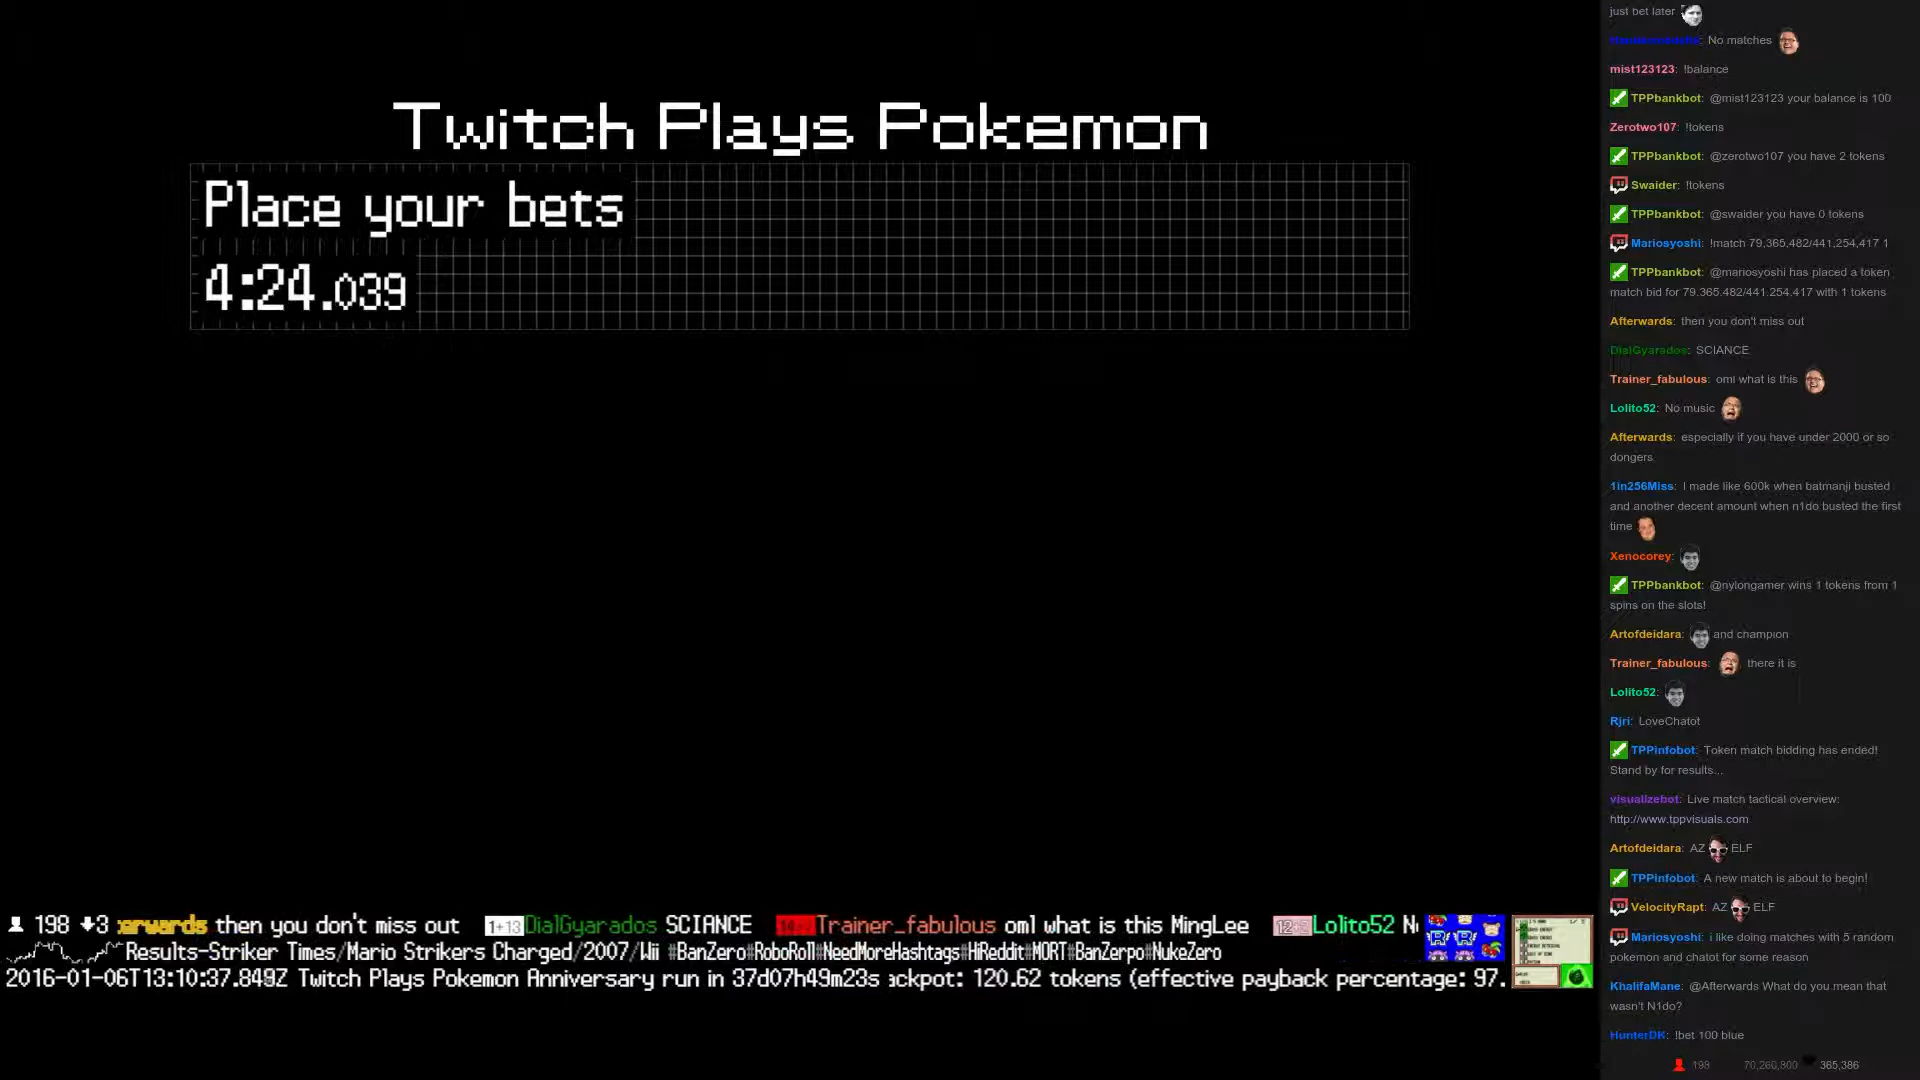 Twitch Plays Pokemon
Place your bets
4:24.039
198 3 then you don't miss out 1+13 DialGyarados SCIANCE Trainer_fabulous oml what is this MingLee Lolito52
Results-Striker Times/Mario Strikers Charged/2007/Wii #BanZero#RoboRoll#NeedMoreHashtags#HiReddit#MORT#BanZerpo#NukeZero
2016-01-06T13:10:37.849Z Twitch Plays Pokemon Anniversary run in 37d07h49m23s ackpot: 120.62 tokens (effective payback percentage: 97.
just bet later
No matches
mist123123: !balance
TPPbankbot: @mist123123 your balance is 100
Zerotwo107: !tokens
TPPbankbot: @zerotwo107 you have 2 tokens
Swaider: !tokens
TPPbankbot: @swaider you have 0 tokens
Mariosyoshi: !match 79,365,482/441,254,417 1
TPPbankbot: @mariosyoshi has placed a token
match bid for 79.365.482/441.254.417 with 1 tokens
Afterwards: then you don't miss out
DialGyarados: SCIANCE
Trainer_fabulous: oml what is this
Lolito52: No music
Afterwards: especially if you have under 2000 or so
dongers
1in256Miss: I made like 600k when batmanji busted
and another decent amount when n1do busted the first
time
Xenocorey:
TPPbankbot: @nylongamer wins 1 tokens from 1
spins on the slots!
Artofdeidara: and champion
Trainer_fabulous: there it is
Lolito52:
Rjri: LoveChatot
TPPinfobot: Token match bidding has ended!
Stand by for results...
visualizebot: Live match tactical overview:
http://www.tppvisuals.com
Artofdeidara: AZ ELF
TPPinfobot: A new match is about to begin!
VelocityRapt: AZ ELF
Mariosyoshi: i like doing matches with 5 random
pokemon and chatot for some reason
KhalifaMane: @Afterwards What do you mean that
wasn't N1do?
HunterDK: !bet 100 blue
198 70,260,800 365,386